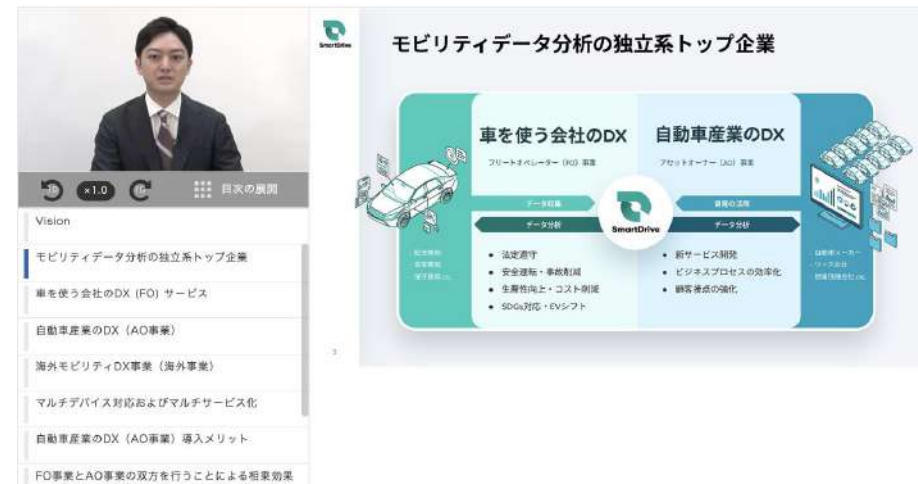 ×1.0
目次の展開
Vision
モビリティデータ分析の独立系トップ企業
車を使う会社のDX (FO) サービス
自動車産業のDX（AO事業）
海外モビリティDX事業（海外事業）
マルチデバイス対応およびマルチサービス化
自動車産業のDX（AO事業）導入メリット
FO事業とAO事業の双方を行うことによる相乗効果
SmartDrive
モビリティデータ分析の独立系トップ企業
車を使う会社のDX
フリートオペレーター（FO）事業
データ収集
データ分析
法定遵守
安全運転・事故削減
生産性向上・コスト削減
SDGs対応・EVシフト
SmartDrive
自動車産業のDX
アセットオーナー（AO）事業
データ分析
新サービス開発
ビジネスプロセスの効率化
顧客接点の強化
3